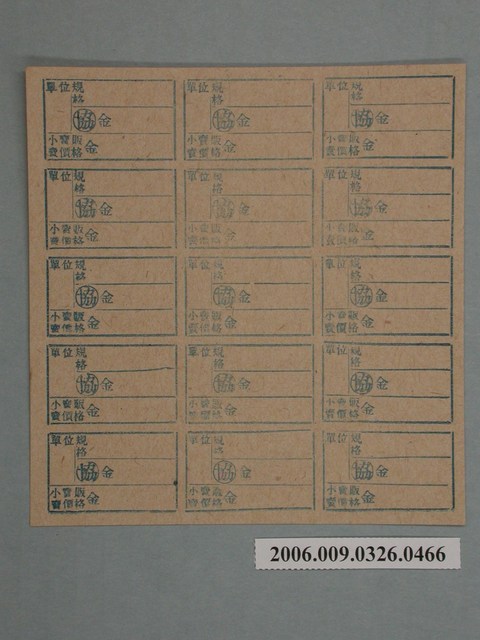 單位 規格
協 金
小賣販賣價格 金
單位 規格
協 金
小賣販賣價格 金
單位 規格
協 金
小賣販賣價格 金
單位 規格
協 金
小賣販賣價格 金
單位 規格
協 金
小賣販賣價格 金
單位 規格
協 金
小賣販賣價格 金
單位 規格
協 金
小賣販賣價格 金
單位 規格
協 金
小賣販賣價格 金
單位 規格
協 金
小賣販賣價格 金
單位 規格
協 金
小賣販賣價格 金
單位 規格
協 金
小賣販賣價格 金
單位 規格
協 金
小賣販賣價格 金
單位 規格
協 金
小賣販賣價格 金
單位 規格
協 金
小賣販賣價格 金
單位 規格
協 金
小賣販賣價格 金
2006.009.0326.0466